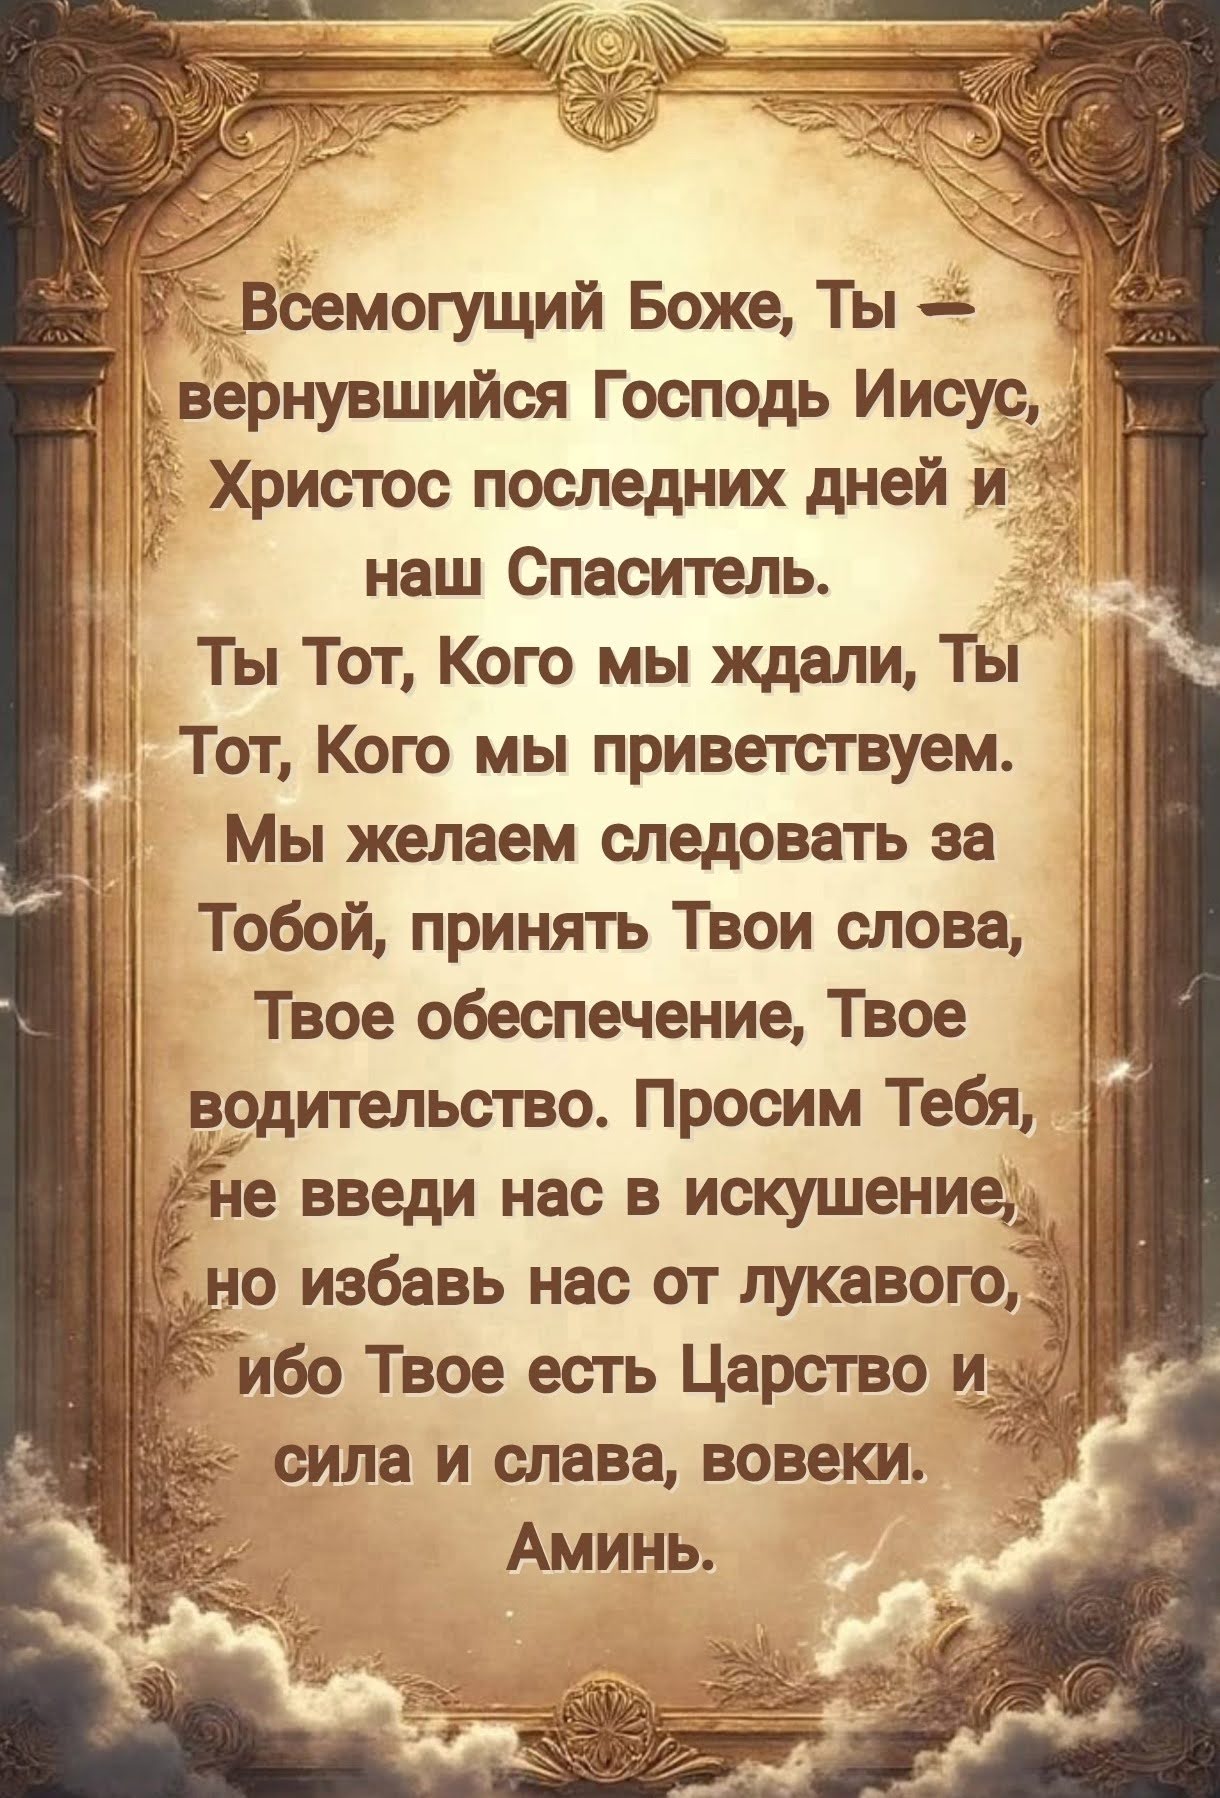 Всемогущий Боже, Ты —
вернувшийся Господь Иисус,
Христос последних дней и
наш Спаситель.
Ты Тот, Кого мы ждали, Ты
Тот, Кого мы приветствуем.
Мы желаем следовать за
Тобой, принять Твои слова,
Твое обеспечение, Твое
водительство. Просим Тебя,
не введи нас в искушение,
но избавь нас от лукавого,
ибо Твое есть Царство и
сила и слава, вовеки.
Аминь.